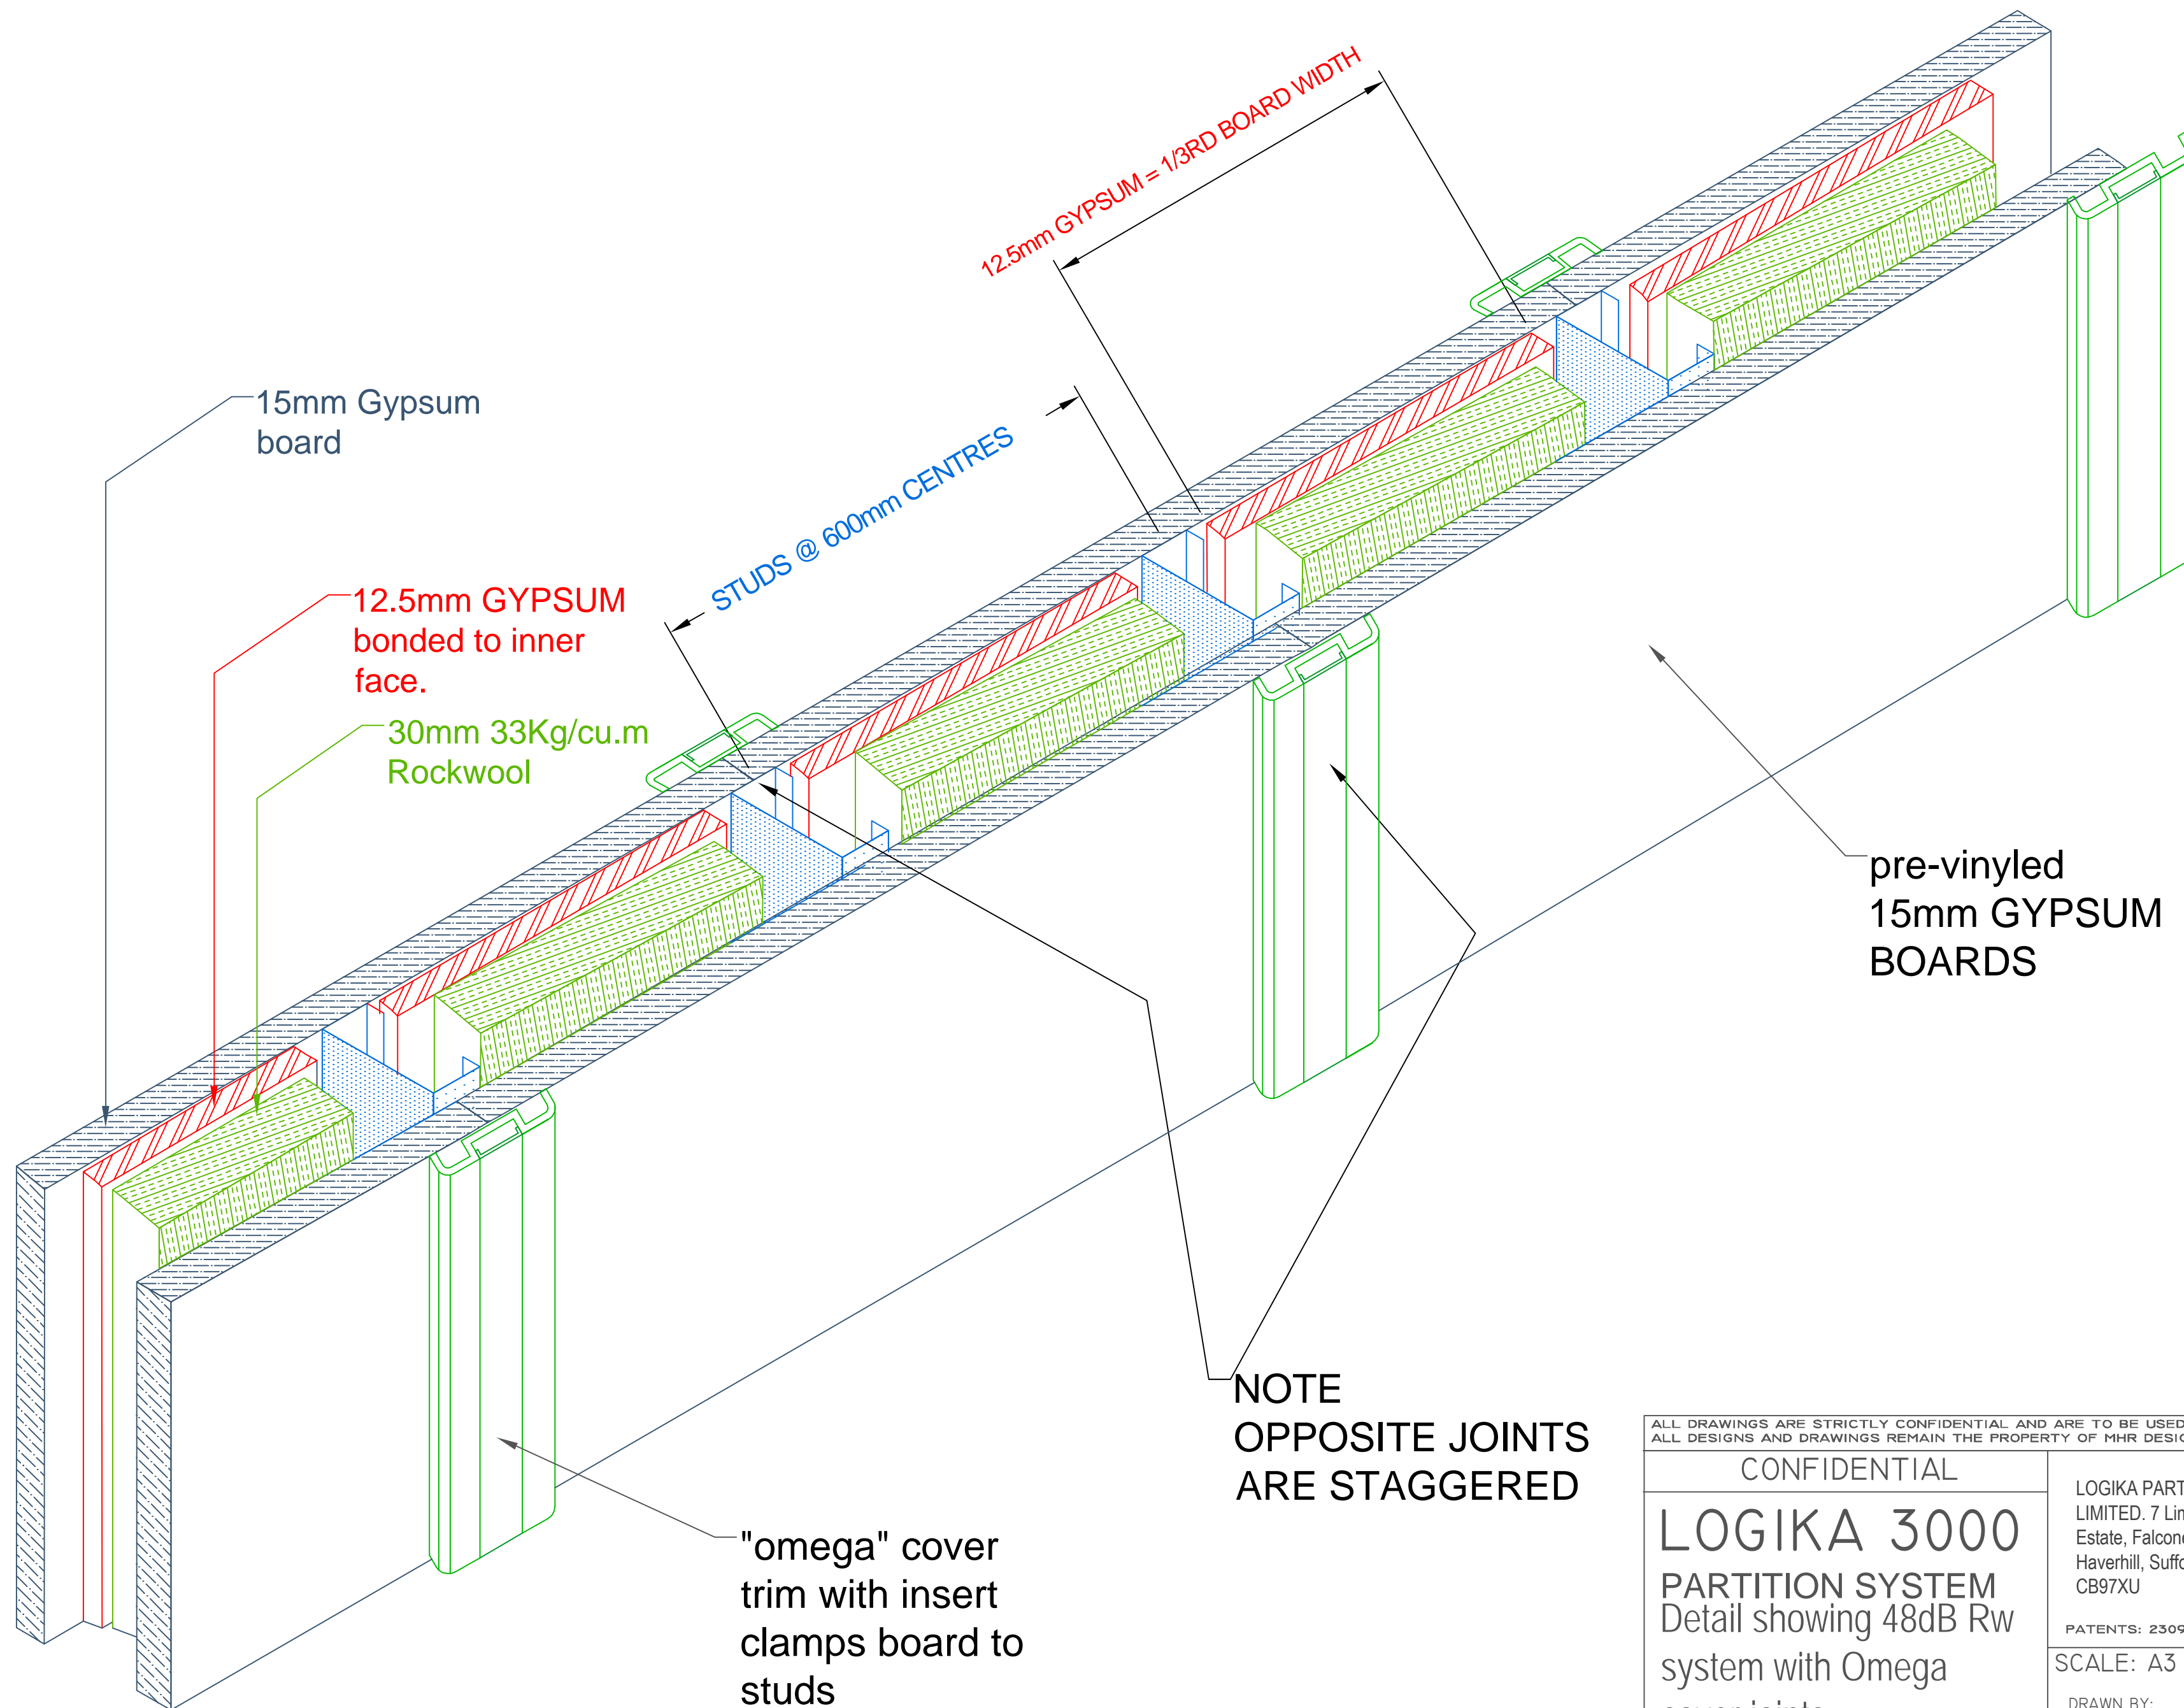 12.5mm GYPSUM = 1/3RD BOARD WIDTH
STUDS @ 600mm CENTRES
15mm Gypsum
board
12.5mm GYPSUM
bonded to inner
face.
30mm 33Kg/cu.m
Rockwool
pre-vinyled
15mm GYPSUM
BOARDS
NOTE
OPPOSITE JOINTS
ARE STAGGERED
"omega" cover
trim with insert
clamps board to
studs
ALL DRAWINGS ARE STRICTLY CONFIDENTIAL AND ARE TO BE USED
ALL DESIGNS AND DRAWINGS REMAIN THE PROPERTY OF MHR
CONFIDENTIAL
LOGIKA 3000
PARTITION SYSTEM
Detail showing 48dB Rw
system with Omega
LOGIKA
LIMITED. 7
Estate,
Haverhill,
CB97XU
PATENTS:
SCALE: A3
DRAWN BY: